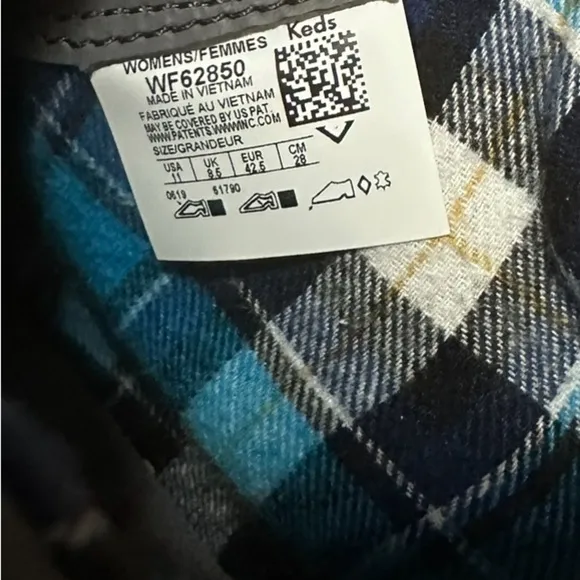 Keds
WOMENS/FEMMES
WF62850
MADE IN VIETNAM
FABRIQUÉ AU VIETNAM
MAY BE COVERED BY US PAT.
WWW.PATENTS.WWWINC.COM
SIZE/GRANDEUR
USA UK EUR CM
11 8.5 42.5 28
0619 51790